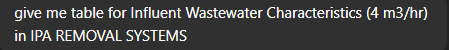 give me table for Influent Wastewater Characteristics (4 m3/hr)
in IPA REMOVAL SYSTEMS